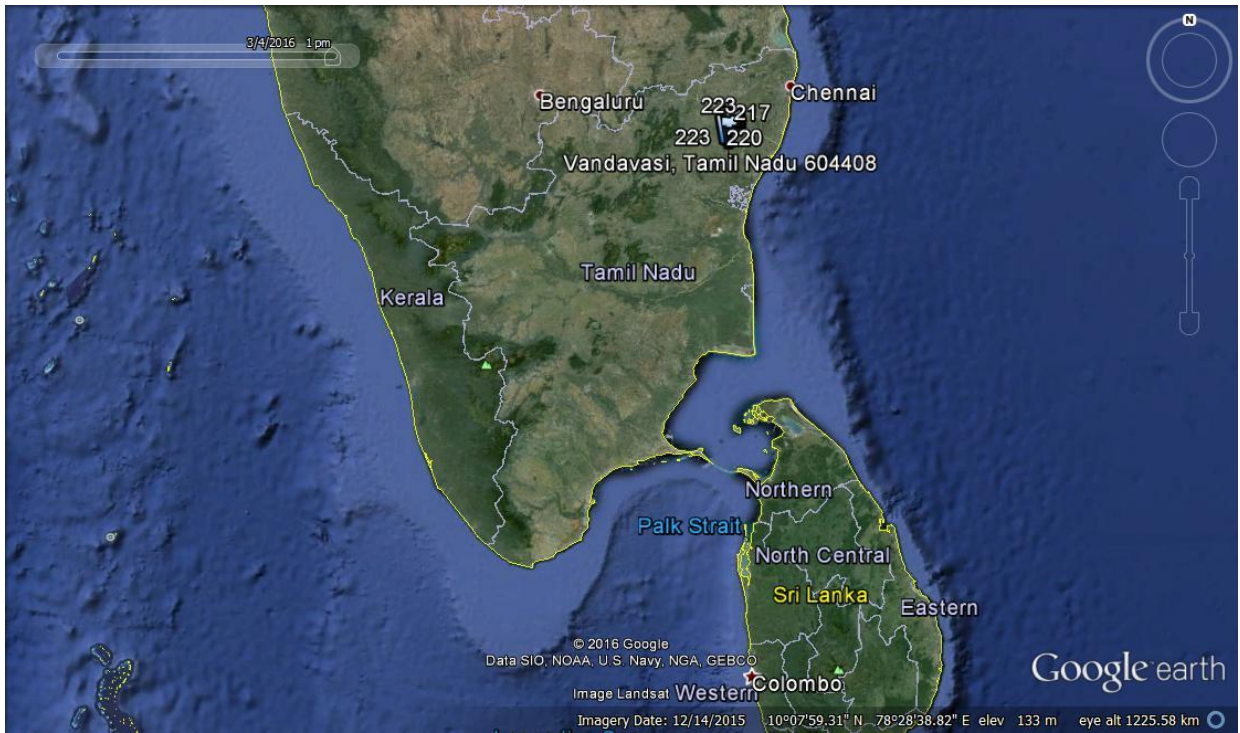 N
3/4/2016 1 pm
Bengaluru
Chennai
223
217
223
220
Vandavasi, Tamil Nadu 604408
Tamil Nadu
Kerala
Northern
Palk Strait
North Central
Sri Lanka
Eastern
© 2016 Google
Data SIO, NOAA, U.S. Navy, NGA, GEBCO
Image Landsat
Western
Colombo
Google earth
Imagery Date: 12/14/2015 10°07'59.31" N 78°28'38.82" E elev 133 m eye alt 1225.58 km